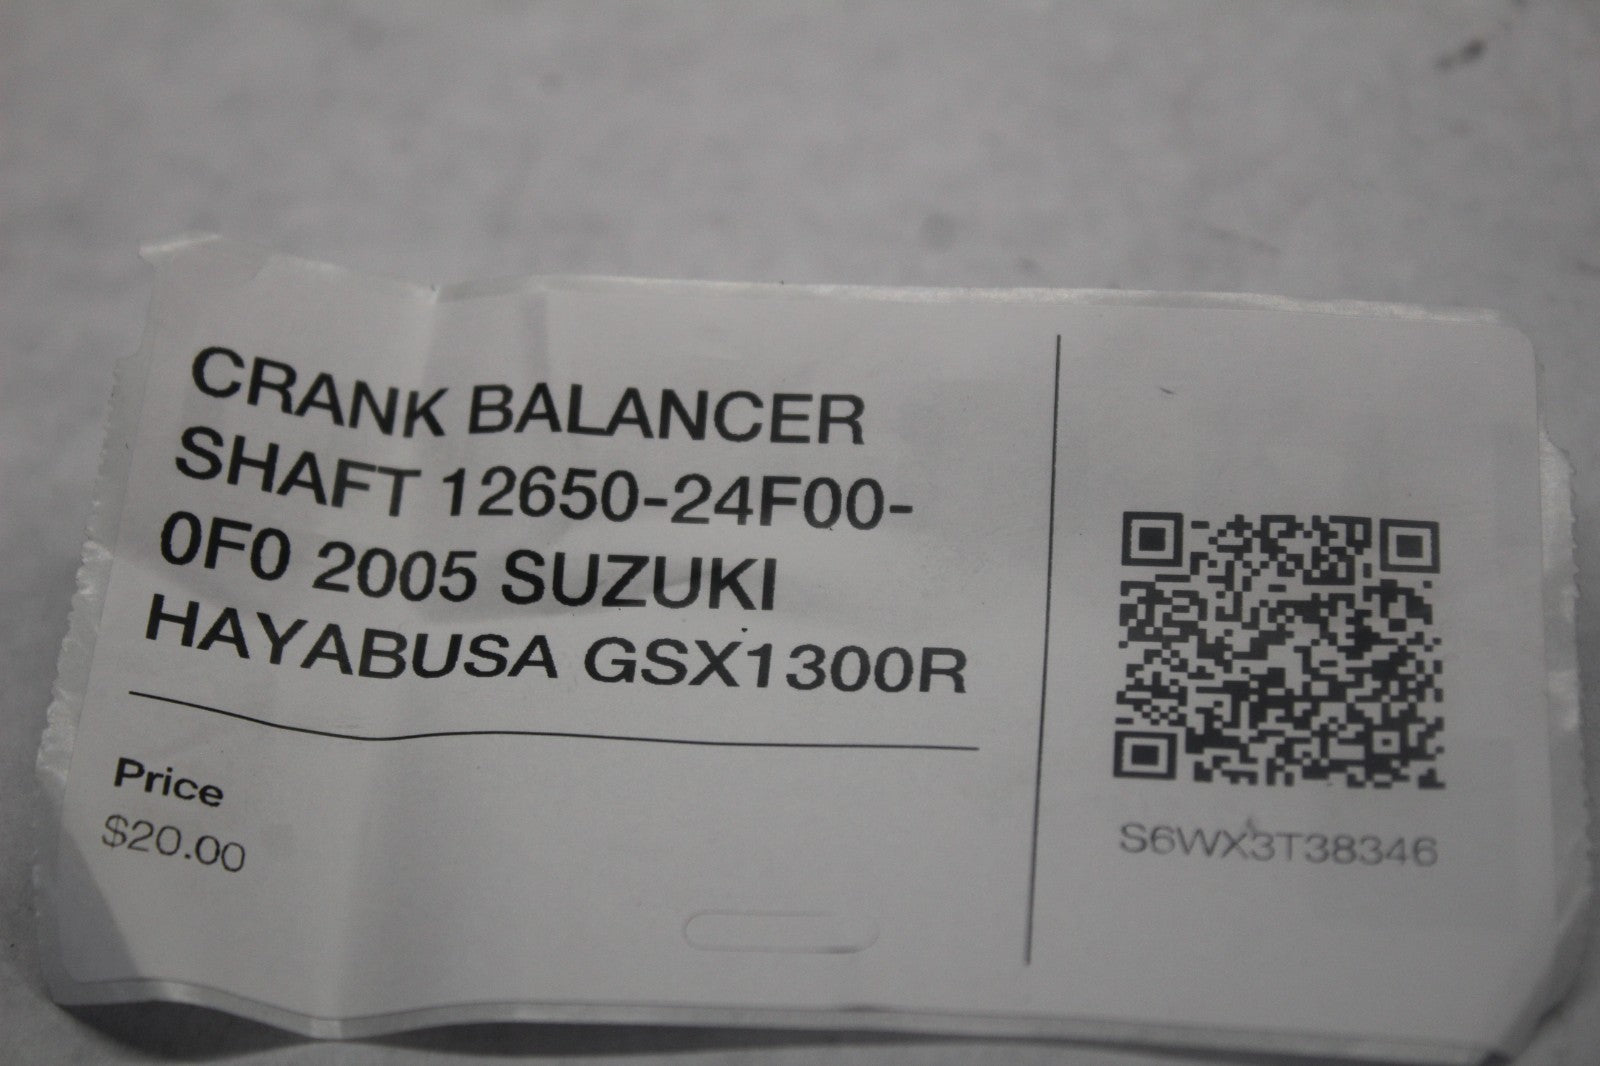 CRANK BALANCER
SHAFT 12650-24F00-
0F0 2005 SUZUKI
HAYABUSA GSX1300R
Price
$20.00
S6WX3T38346